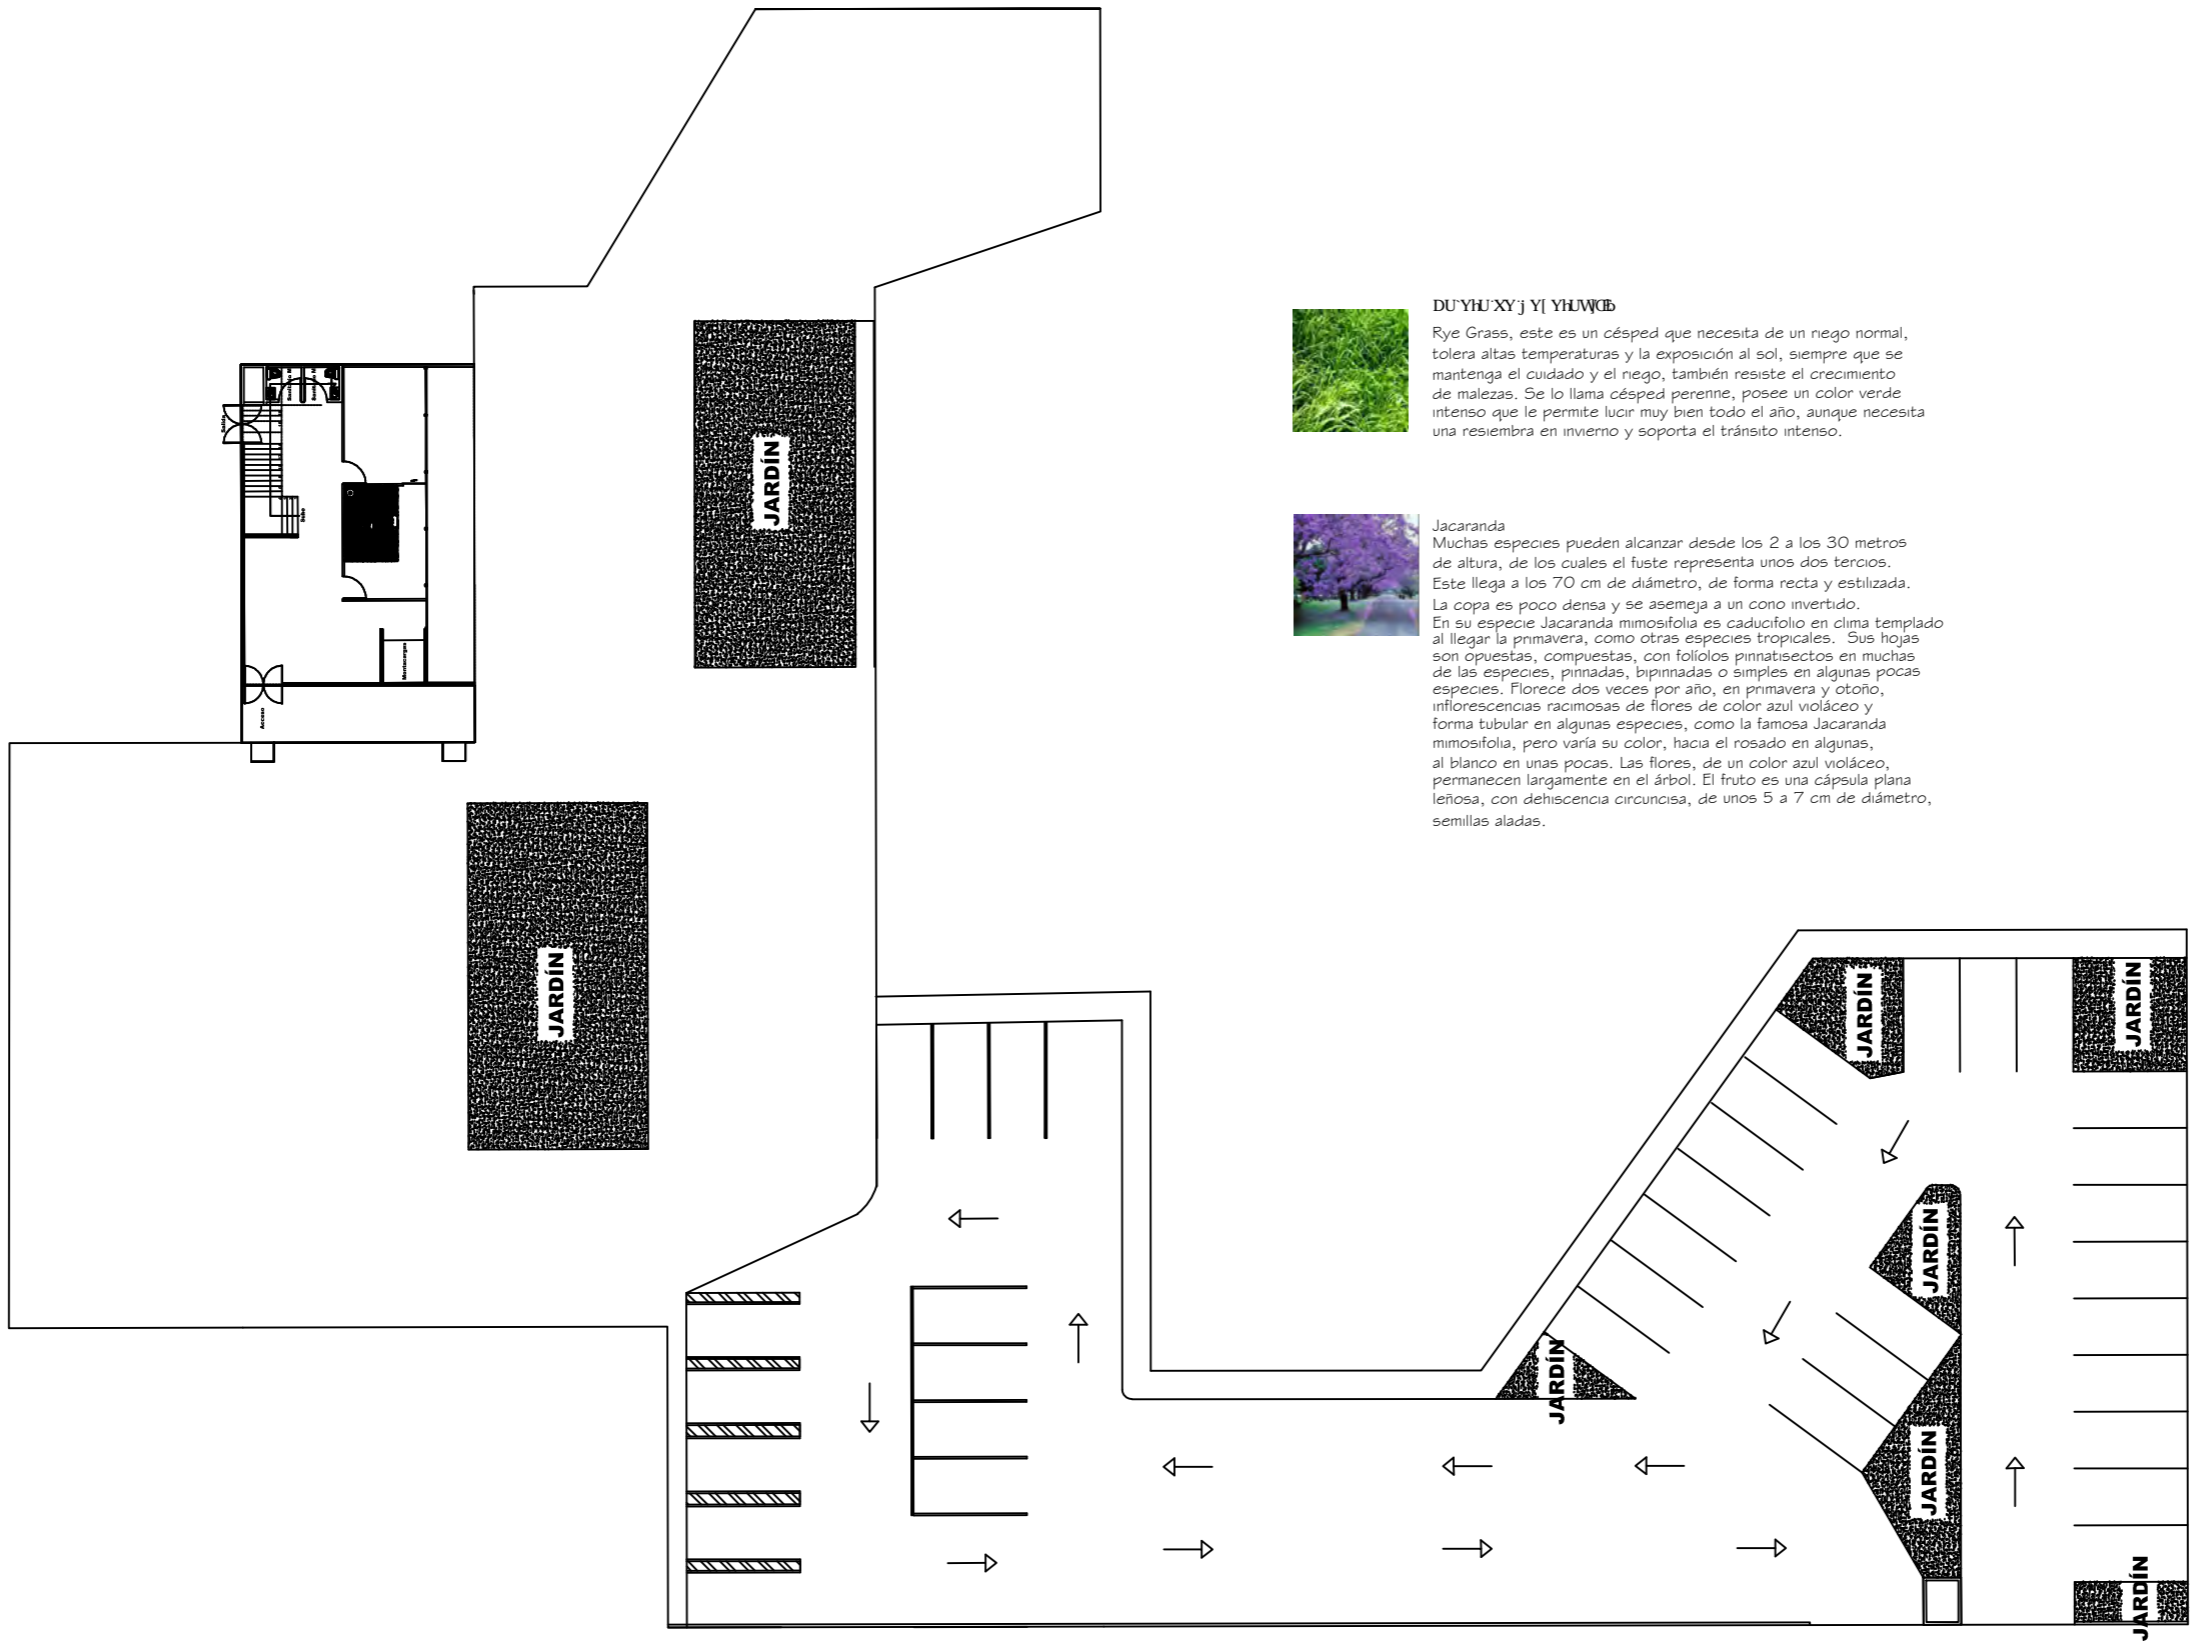 Rye Grass, este es un césped que necesita de un riego normal,
tolera altas temperaturas y la exposición al sol, siempre que se
mantenga el cuidado y el riego, también resiste el crecimiento
de malezas. Se lo llama césped perenne, posee un color verde
intenso que le permite lucir muy bien todo el año, aunque necesita
una resiembra en invierno y soporta el tránsito intenso.
Jacaranda
Muchas especies pueden alcanzar desde los 2 a los 30 metros
de altura, de los cuales el fuste representa unos dos tercios.
Este llega a los 70 cm de diámetro, de forma recta y estilizada.
La copa es poco densa y se asemeja a un cono invertido.
En su especie Jacaranda mimosifolia es caducifolio en clima templado
al llegar la primavera, como otras especies tropicales. Sus hojas
son opuestas, compuestas, con folíolos pinnatisectos en muchas
de las especies, pinnadas, bipinnadas o simples en algunas pocas
especies. Florece dos veces por año, en primavera y otoño,
inflorescencias racimosas de flores de color azul violáceo y
forma tubular en algunas especies, como la famosa Jacaranda
mimosifolia, pero varía su color, hacia el rosado en algunas,
al blanco en unas pocas. Las flores, de un color azul violáceo,
permanecen largamente en el árbol. El fruto es una cápsula plana
leñosa, con dehiscencia circuncisa, de unos 5 a 7 cm de diámetro,
semillas aladas.
Salida
Sube
Montacargas
Acceso
JARDÍN
JARDÍN
JARDÍN
JARDÍN
JARDÍN
JARDÍN
JARDÍN
JARDÍN